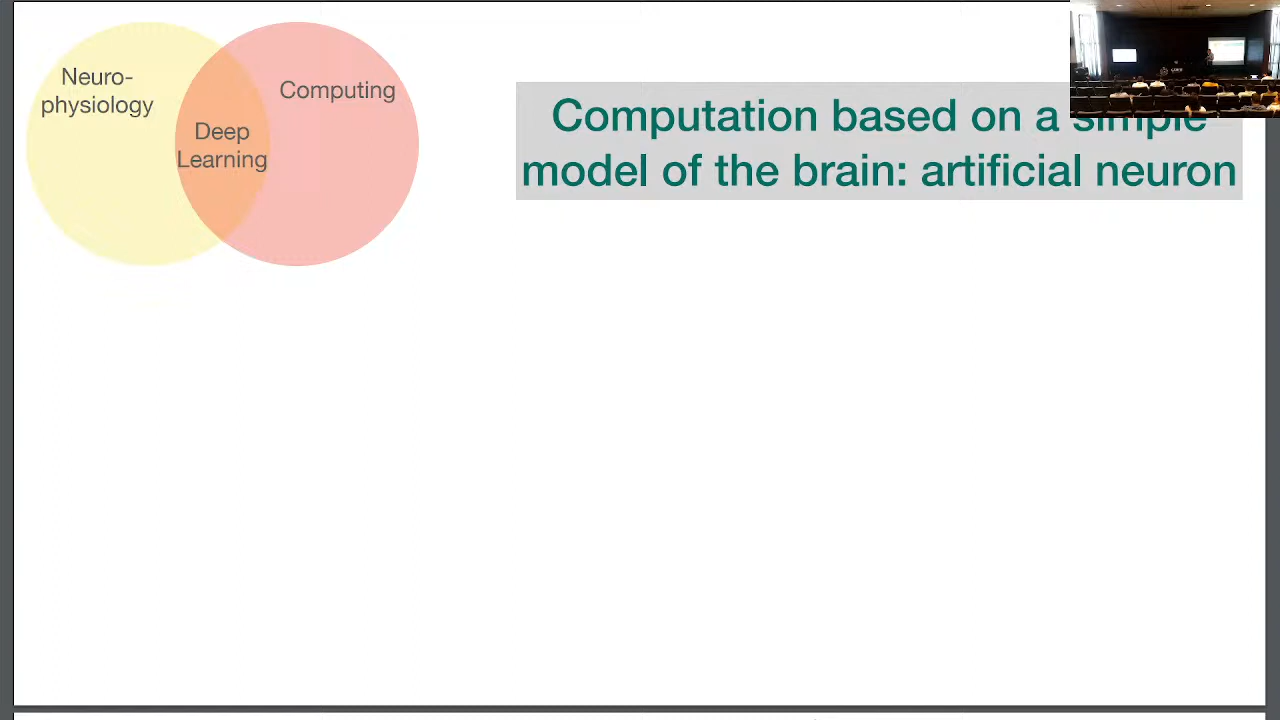 Neuro-
physiology
Computing
Deep
Learning
Computation based on a simple
model of the brain: artificial neuron